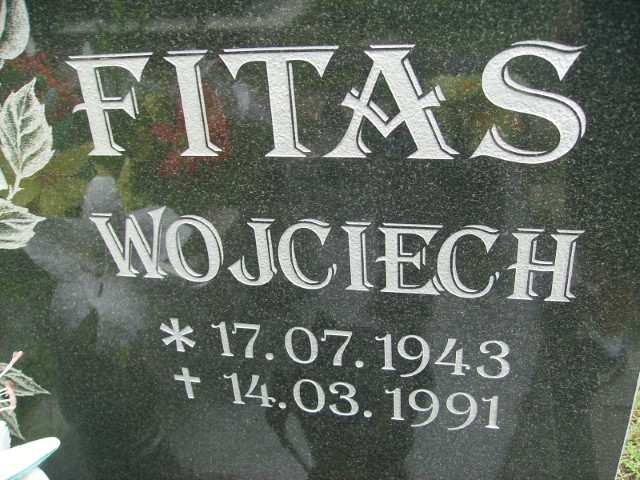 FITAS
WOJCIECH
* 17.07.1943
✝ 14.03.1991